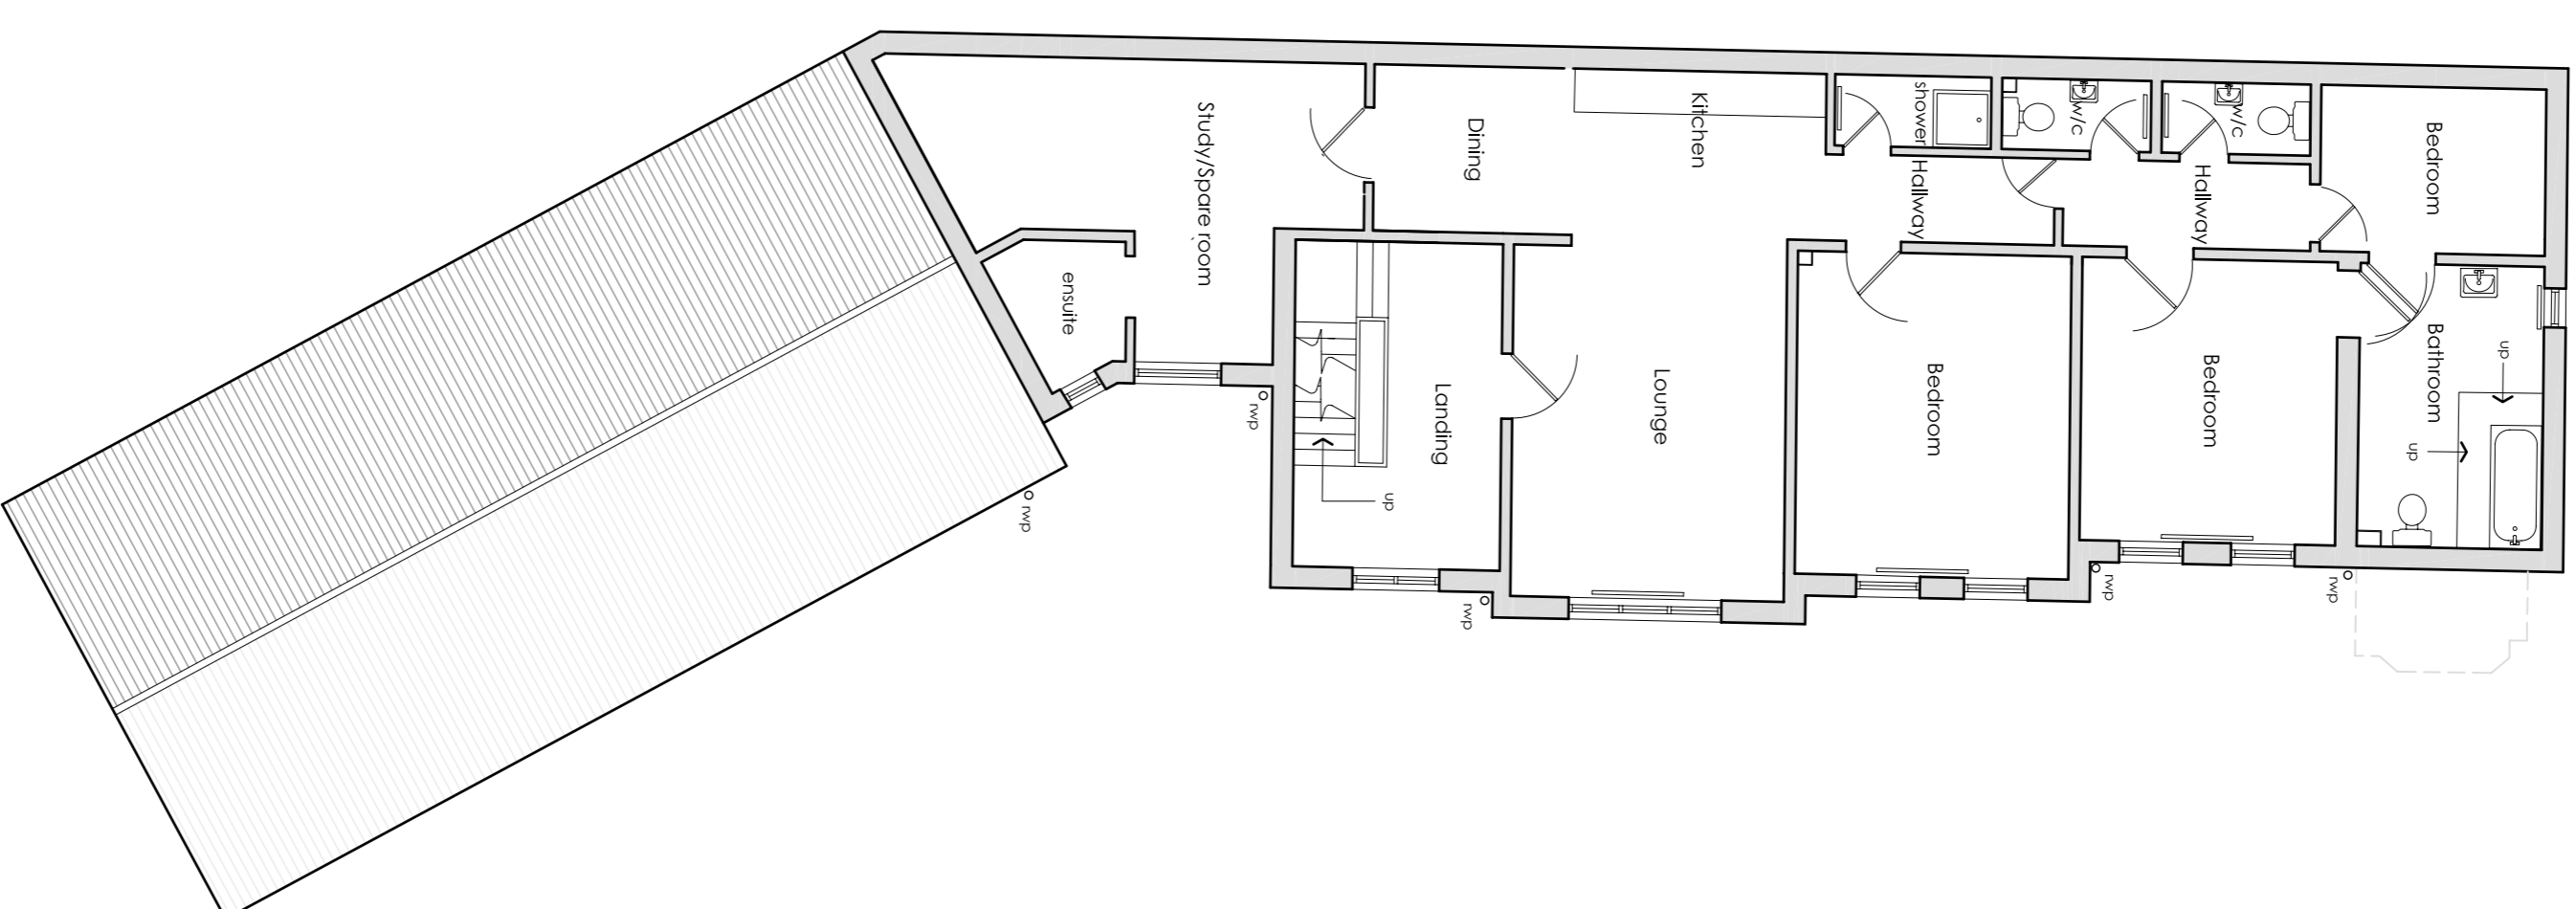 Study/Spare room
ensuite
rwp
rwp
Dining
Landing
up
rwp
Kitchen
Lounge
shower
Hallway
Bedroom
w/c
rwp
w/c
Hallway
Bedroom
rwp
Bedroom
Bathroom
up
up